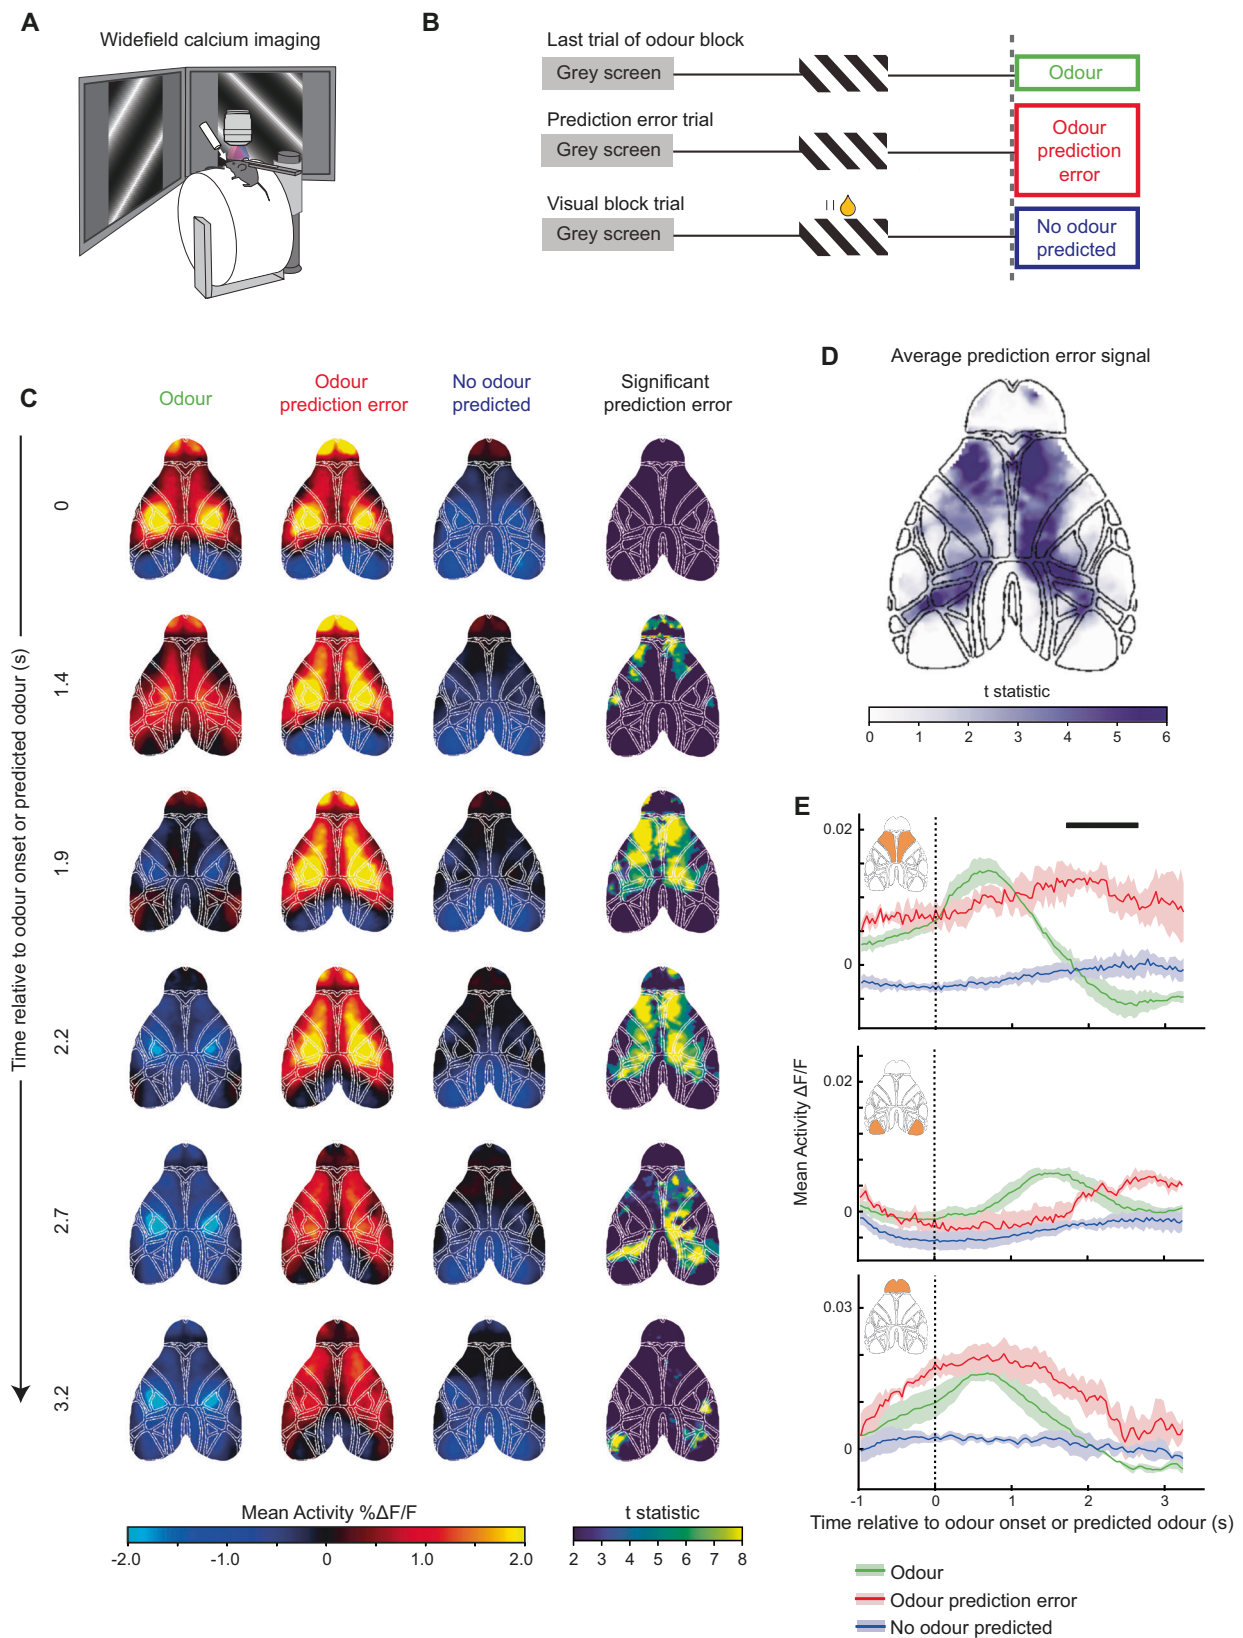 A
Widefield calcium imaging
B
Last trial of odour block
Grey screen
Odour
Prediction error trial
Grey screen
Odour
prediction
error
Visual block trial
Grey screen
No odour
predicted
C
Odour
Odour
prediction error
No odour
predicted
Significant
prediction error
Time relative to odour onset or predicted odour (s)
0
1.4
1.9
2.2
2.7
3.2
Mean Activity %ΔF/F
-2.0 -1.0 0 1.0 2.0
t statistic
2 3 4 5 6 7 8
D
Average prediction error signal
t statistic
0 1 2 3 4 5 6
E
0.02
0
0.02
0
0.03
0
Mean Activity ΔF/F
-1 0 1 2 3
Time relative to odour onset or predicted odour (s)
Odour
Odour prediction error
No odour predicted